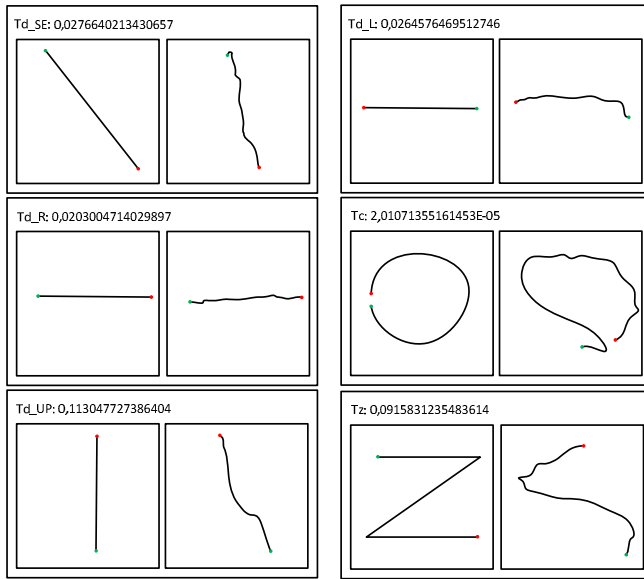 Td_SE: 0,0276640213430657
Td_L: 0,0264576469512746
Td_R: 0,0203004714029897
Tc: 2,01071355161453E-05
Td_UP: 0,113047727386404
Tz: 0,0915831235483614